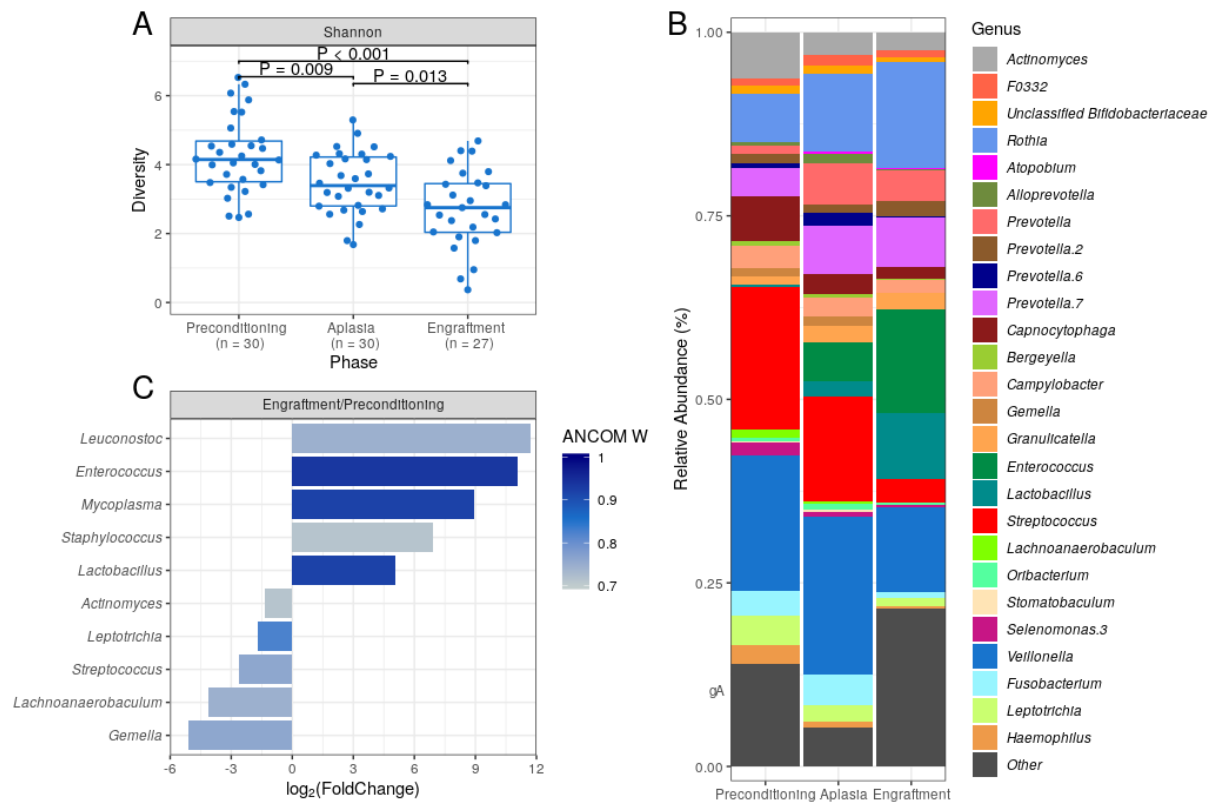 A
Shannon
P < 0.001
P = 0.009
P = 0.013
6
4
2
0
Diversity
Preconditioning
(n = 30)
Aplasia
(n = 30)
Engraftment
(n = 27)
Phase
C
Engraftment/Preconditioning
Leuconostoc
Enterococcus
Mycoplasma
Staphylococcus
Lactobacillus
Actinomyces
Leptotrichia
Streptococcus
Lachnoanaerobaculum
Gemella
-6
-3
0
3
6
9
12
log₂(FoldChange)
ANCOM W
1
0.9
0.8
0.7
B
1.00
0.75
0.50
0.25
0.00
gA
Relative Abundance (%)
Preconditioning
Aplasia
Engraftment
Genus
Actinomyces
F0332
Unclassified Bifidobacteriaceae
Rothia
Atopobium
Alloprevotella
Prevotella
Prevotella.2
Prevotella.6
Prevotella.7
Capnocytophaga
Bergeyella
Campylobacter
Gemella
Granulicatella
Enterococcus
Lactobacillus
Streptococcus
Lachnoanaerobaculum
Oribacterium
Stomatobaculum
Selenomonas.3
Veillonella
Fusobacterium
Leptotrichia
Haemophilus
Other